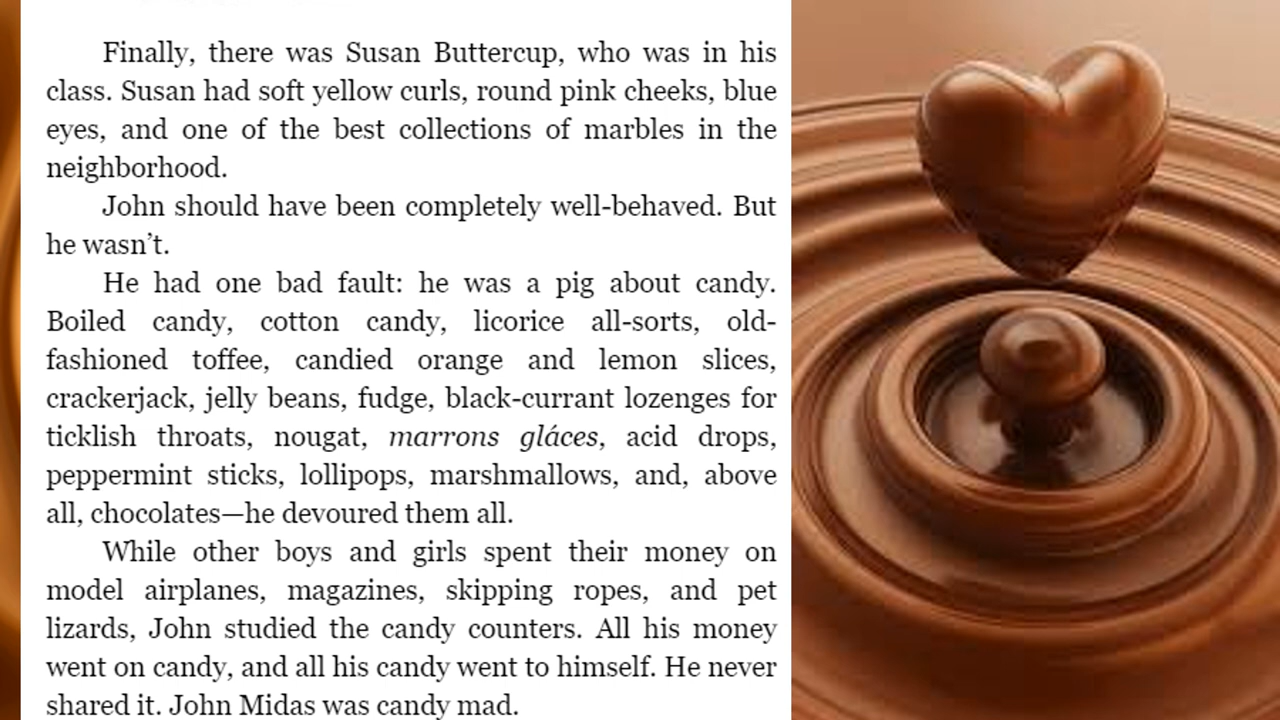 Finally, there was Susan Buttercup, who was in his
class. Susan had soft yellow curls, round pink cheeks, blue
eyes, and one of the best collections of marbles in the
neighborhood.
John should have been completely well-behaved. But
he wasn’t.
He had one bad fault: he was a pig about candy.
Boiled candy, cotton candy, licorice all-sorts, old-
fashioned toffee, candied orange and lemon slices,
crackerjack, jelly beans, fudge, black-currant lozenges for
ticklish throats, nougat, marrons gláces, acid drops,
peppermint sticks, lollipops, marshmallows, and, above
all, chocolates—he devoured them all.
While other boys and girls spent their money on
model airplanes, magazines, skipping ropes, and pet
lizards, John studied the candy counters. All his money
went on candy, and all his candy went to himself. He never
shared it. John Midas was candy mad.